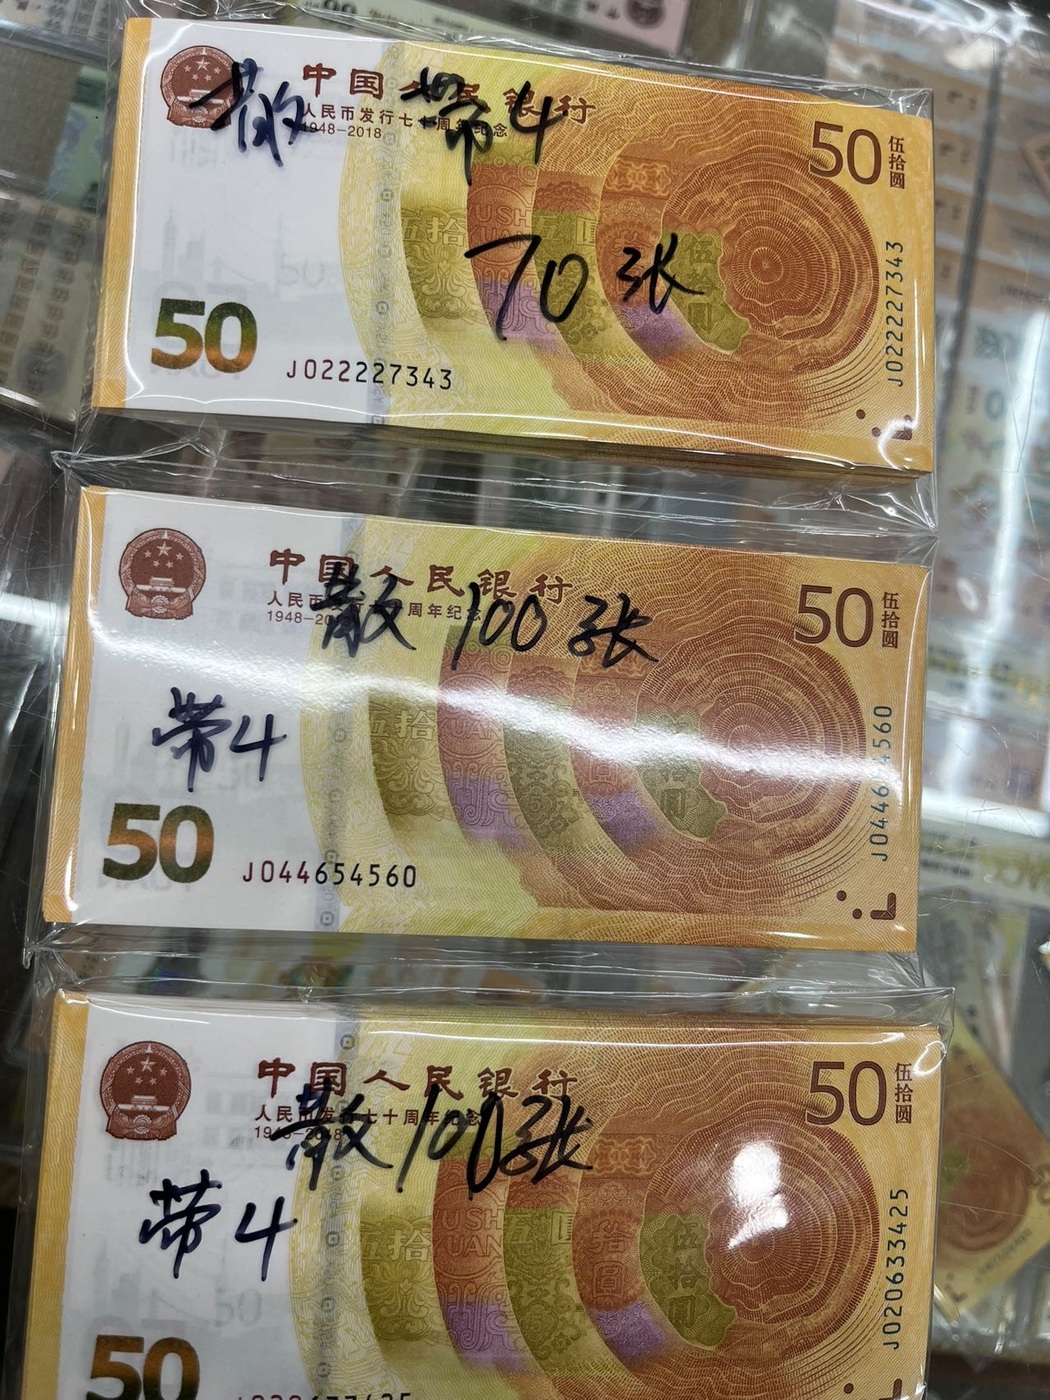 中国人民银行
人民币发行七十周年纪念
1948-2018
散 带4
70张
50
伍拾圆
50
J022227343
J022227343
中国人民银行
人民币发行七十周年纪念
散 100张
带4
50
伍拾圆
50
J044654560
中国人民银行
人民币发行七十周年纪念
散 100张
带4
50
伍拾圆
J020633425
50